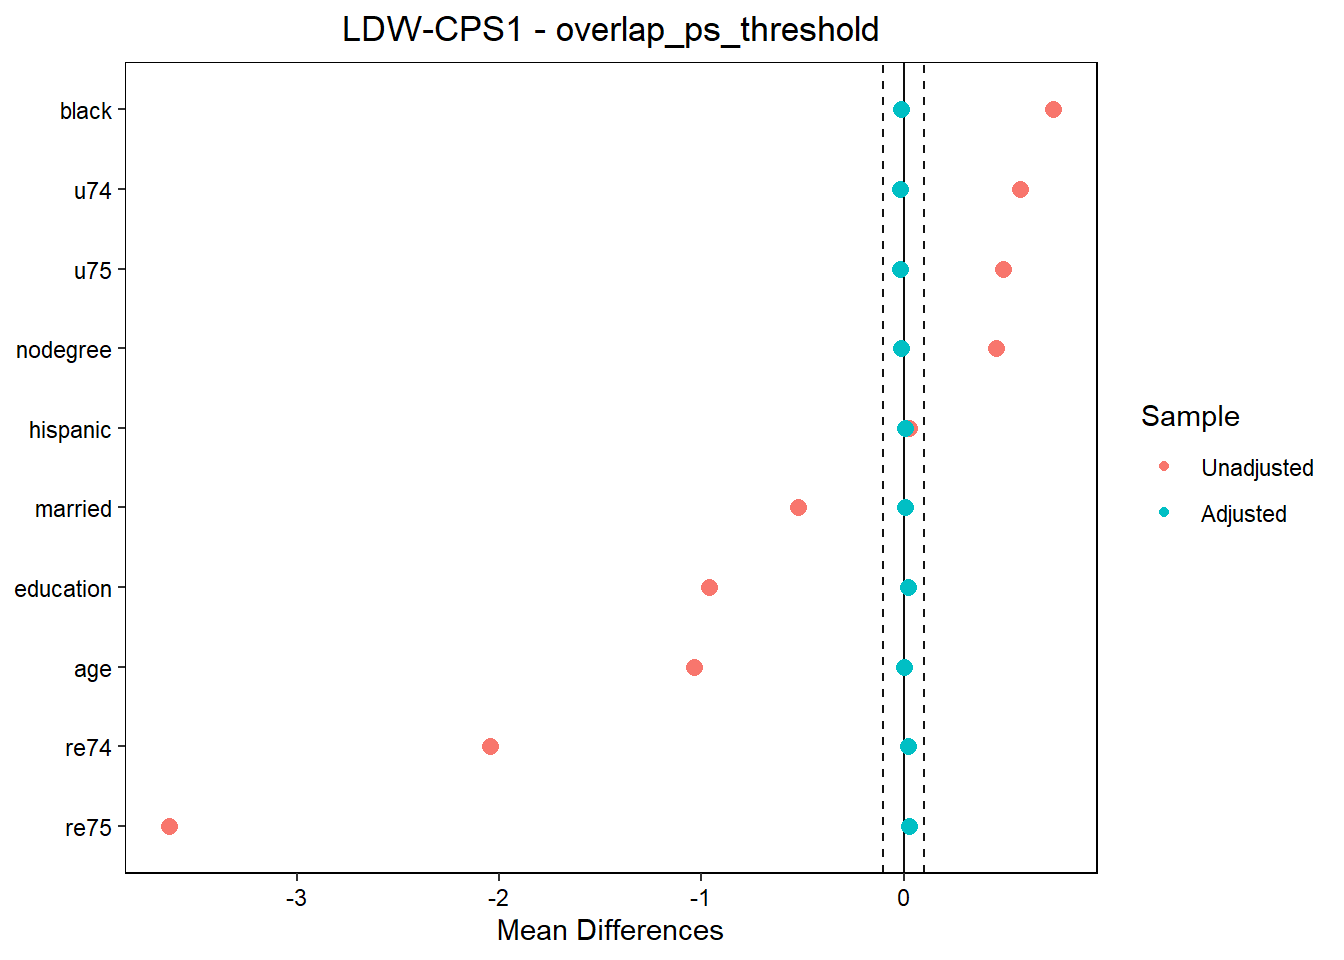 LDW-CPS1 - overlap_ps_threshold
black
u74
u75
nodegree
hispanic
married
education
age
re74
re75
-3
-2
-1
0
Mean Differences
Sample
Unadjusted
Adjusted